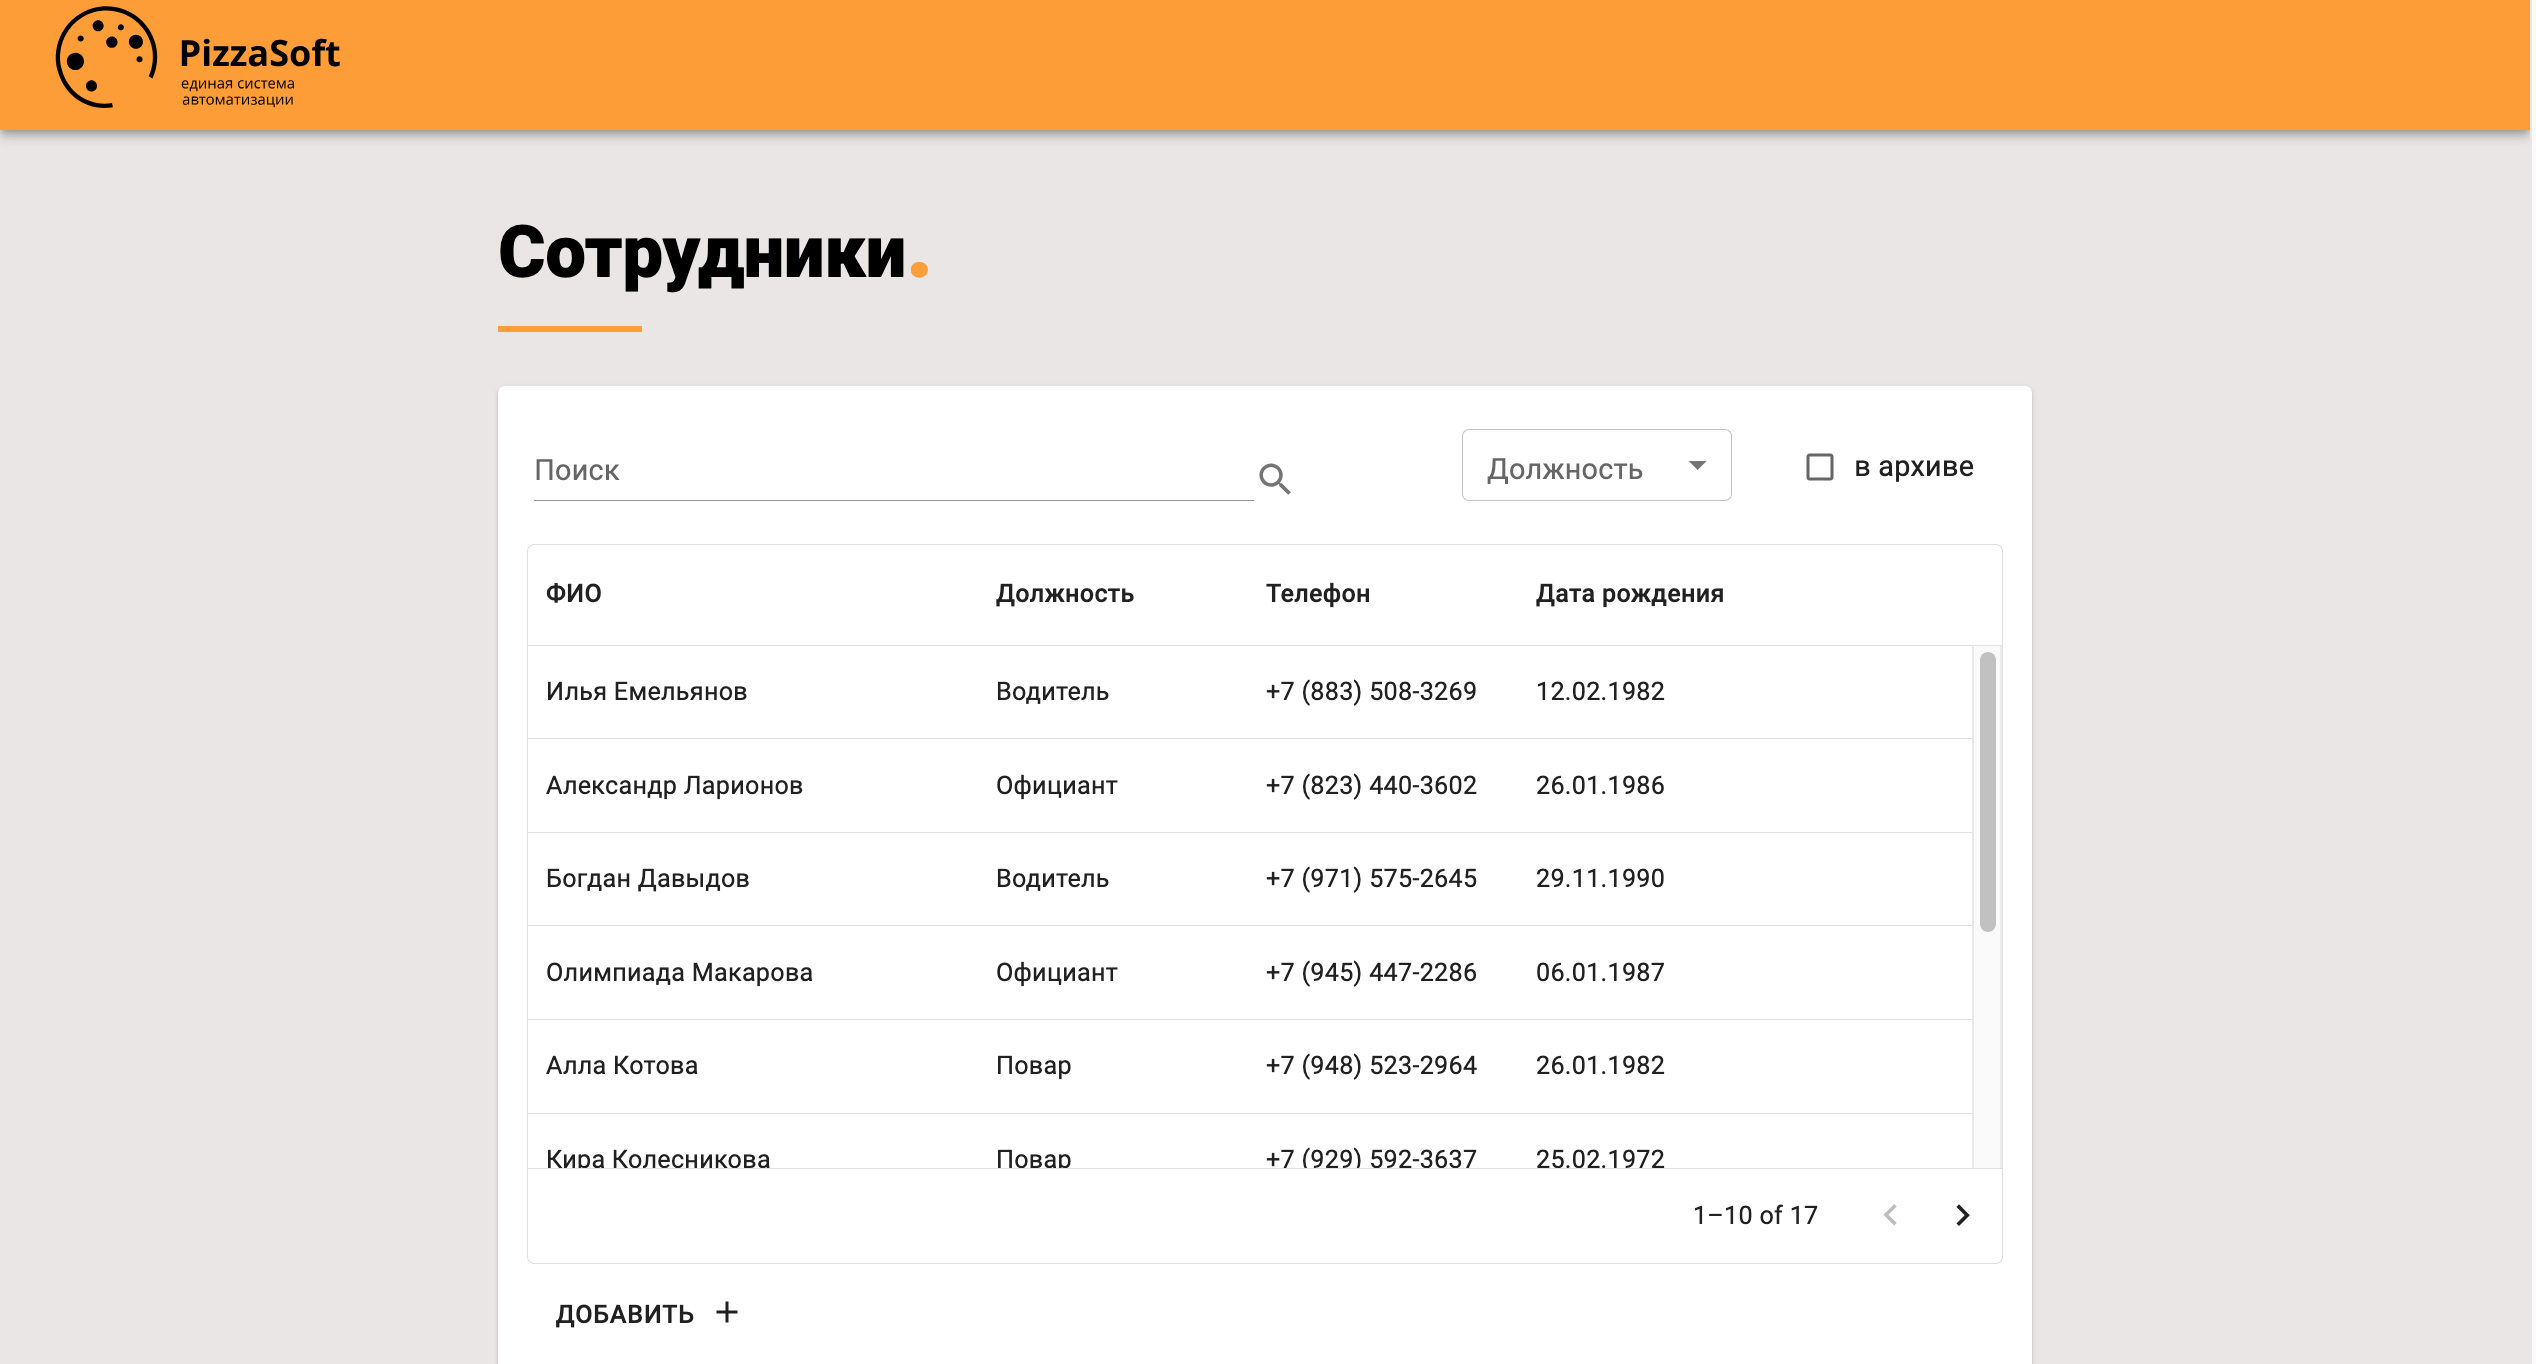 PizzaSoft
единая система
автоматизации
Сотрудники.
Поиск
Должность
в архиве
ФИО Должность Телефон Дата рождения
Илья Емельянов Водитель +7 (883) 508-3269 12.02.1982
Александр Ларионов Официант +7 (823) 440-3602 26.01.1986
Богдан Давыдов Водитель +7 (971) 575-2645 29.11.1990
Олимпиада Макарова Официант +7 (945) 447-2286 06.01.1987
Алла Котова Повар +7 (948) 523-2964 26.01.1982
Кира Колесникова Повар +7 (929) 592-3637 25.02.1972
1–10 of 17
ДОБАВИТЬ +